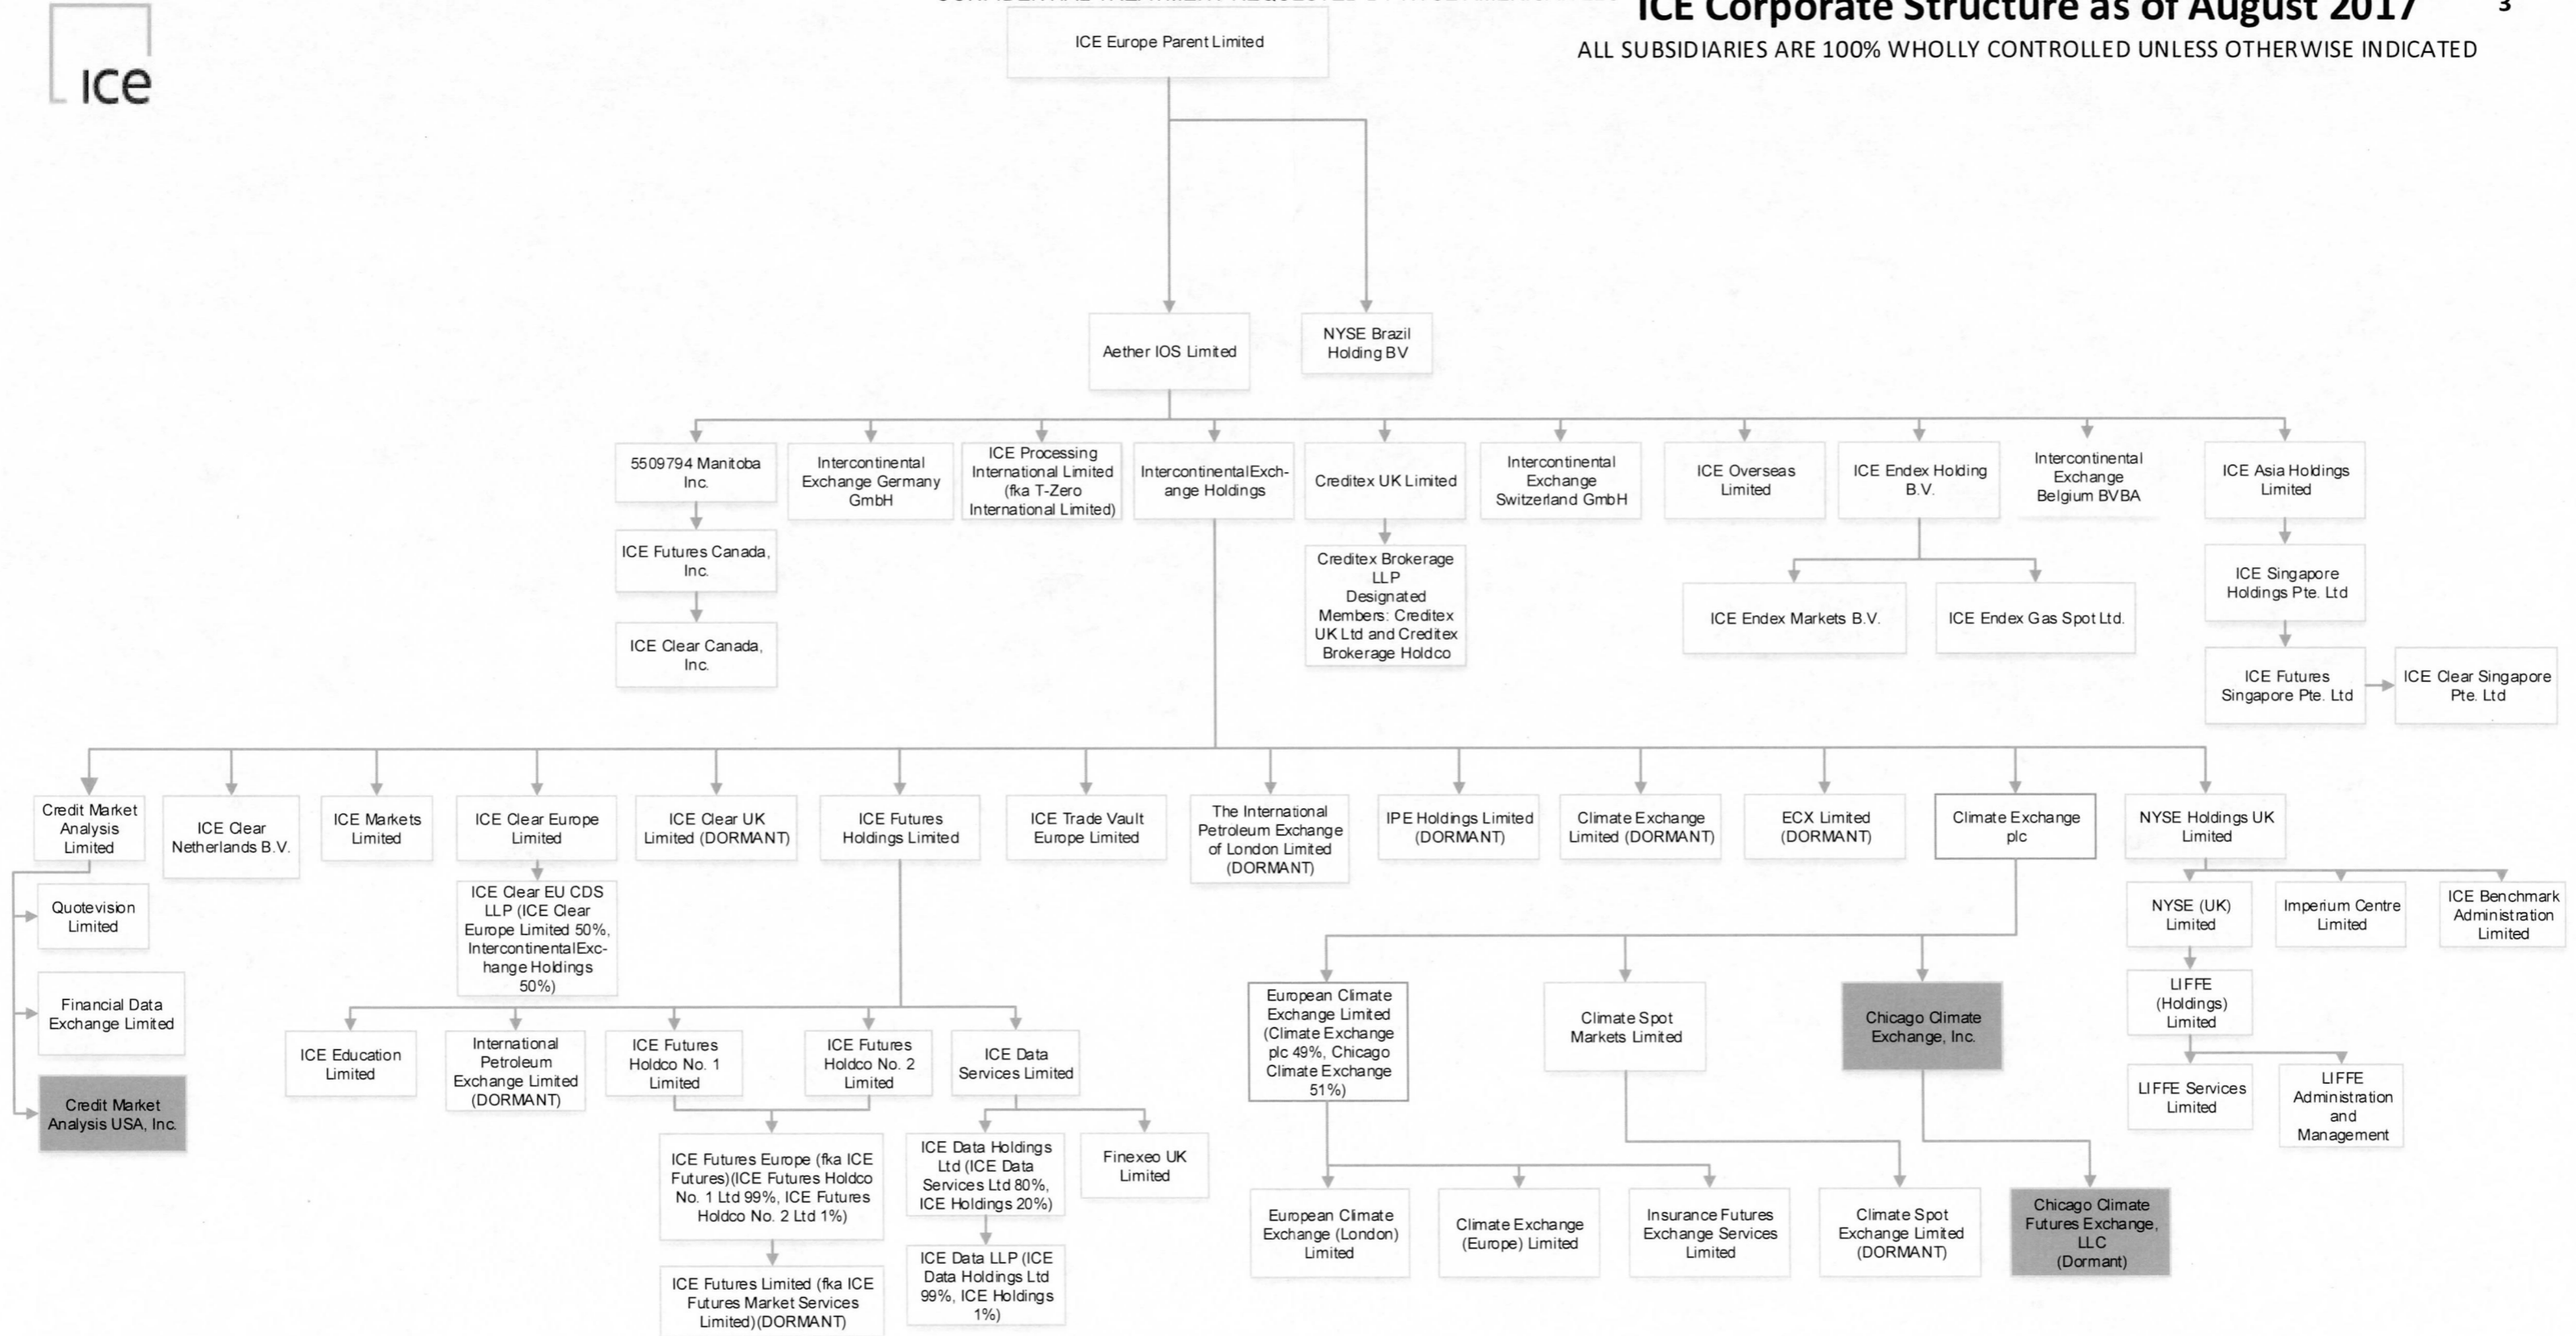 ICE Corporate Structure as of August 2017
3
ALL SUBSIDIARIES ARE 100% WHOLLY CONTROLLED UNLESS OTHERWISE INDICATED
ice
ICE Europe Parent Limited
Aether IOS Limited
NYSE Brazil
Holding BV
5509794 Manitoba
Inc.
Intercontinental
Exchange Germany
GmbH
ICE Processing
International Limited
(fka T-Zero
International Limited)
IntercontinentalExch-
ange Holdings
Creditex UK Limited
Intercontinental
Exchange
Switzerland GmbH
ICE Overseas
Limited
ICE Endex Holding
B.V.
Intercontinental
Exchange
Belgium BVBA
ICE Asia Holdings
Limited
ICE Futures Canada,
Inc.
ICE Clear Canada,
Inc.
Creditex Brokerage
LLP
Designated
Members: Creditex
UK Ltd and Creditex
Brokerage Holdco
ICE Endex Markets B.V.
ICE Endex Gas Spot Ltd.
ICE Singapore
Holdings Pte. Ltd
ICE Futures
Singapore Pte. Ltd
ICE Clear Singapore
Pte. Ltd
Credit Market
Analysis
Limited
ICE Clear
Netherlands B.V.
ICE Markets
Limited
ICE Clear Europe
Limited
ICE Clear UK
Limited (DORMANT)
ICE Futures
Holdings Limited
ICE Trade Vault
Europe Limited
The International
Petroleum Exchange
of London Limited
(DORMANT)
IPE Holdings Limited
(DORMANT)
Climate Exchange
Limited (DORMANT)
ECX Limited
(DORMANT)
Climate Exchange
plc
NYSE Holdings UK
Limited
Quotevision
Limited
Financial Data
Exchange Limited
Credit Market
Analysis USA, Inc.
ICE Clear EU CDS
LLP (ICE Clear
Europe Limited 50%,
IntercontinentalExc-
hange Holdings
50%)
NYSE (UK)
Limited
Imperium Centre
Limited
ICE Benchmark
Administration
Limited
ICE Education
Limited
International
Petroleum
Exchange Limited
(DORMANT)
ICE Futures
Holdco No. 1
Limited
ICE Futures
Holdco No. 2
Limited
ICE Data
Services Limited
European Climate
Exchange Limited
(Climate Exchange
plc 49%, Chicago
Climate Exchange
51%)
Climate Spot
Markets Limited
Chicago Climate
Exchange, Inc.
LIFFE
(Holdings)
Limited
LIFFE Services
Limited
LIFFE
Administration
and
Management
ICE Futures Europe (fka ICE
Futures)(ICE Futures Holdco
No. 1 Ltd 99%, ICE Futures
Holdco No. 2 Ltd 1%)
ICE Data Holdings
Ltd (ICE Data
Services Ltd 80%,
ICE Holdings 20%)
Finexeo UK
Limited
European Climate
Exchange (London)
Limited
Climate Exchange
(Europe) Limited
Insurance Futures
Exchange Services
Limited
Climate Spot
Exchange Limited
(DORMANT)
Chicago Climate
Futures Exchange,
LLC
(Dormant)
ICE Futures Limited (fka ICE
Futures Market Services
Limited)(DORMANT)
ICE Data LLP (ICE
Data Holdings Ltd
99%, ICE Holdings
1%)